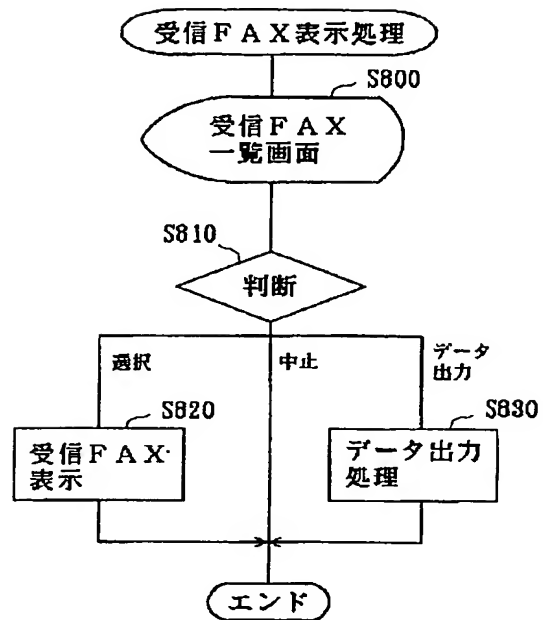 受信ＦＡＸ表示処理
S800
受信ＦＡＸ
一覧画面
S810
判断
選択
中止
データ
出力
S820
受信ＦＡＸ
表示
S830
データ出力
処理
エンド